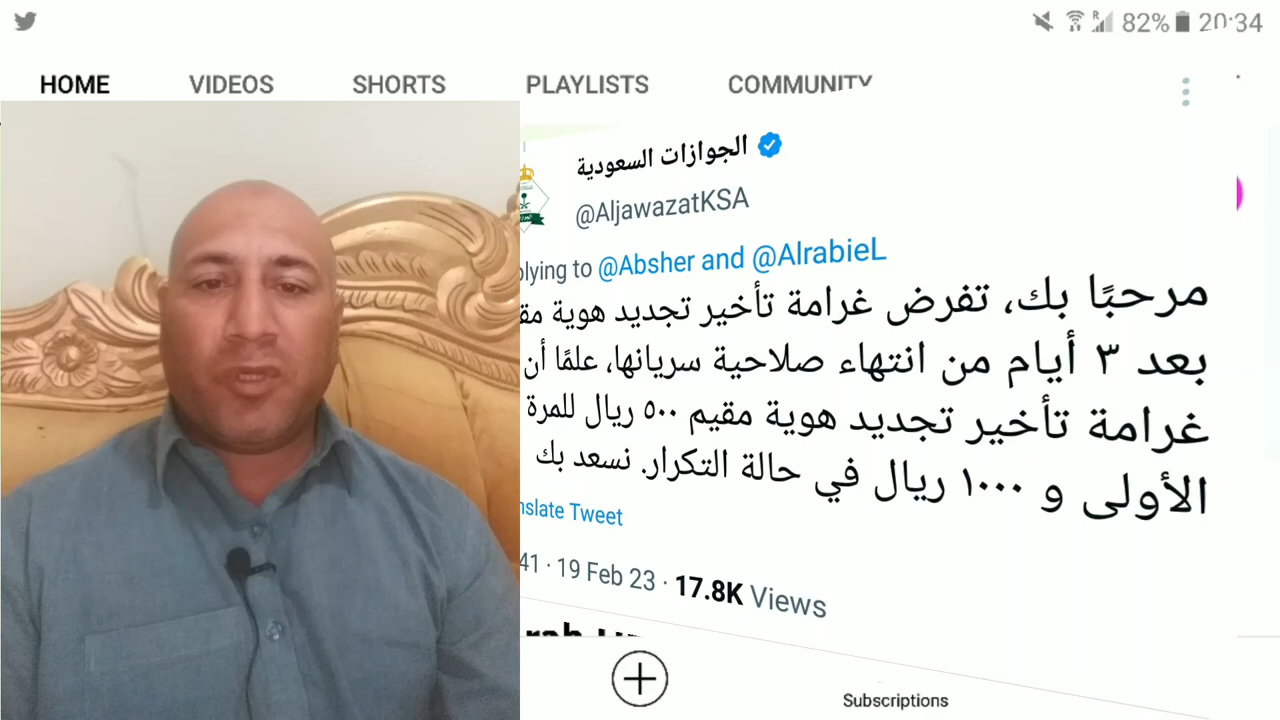 82% 20:34
HOME VIDEOS SHORTS PLAYLISTS COMMUNITY
الجوازات السعودية
@AljawazatKSA
to @Absher and @AlrabieL
مرحبًا بك، تفرض غرامة تأخير تجديد هوية
بعد ٣ أيام من انتهاء صلاحية سريانها، علمًا أن
غرامة تأخير تجديد هوية مقيم ٥٠٠ ريال للمرة
الأولى و ١٠٠٠ ريال في حالة التكرار. نسعد بك
Tweet
41 · 19 Feb 23 · 17.8K Views
Subscriptions